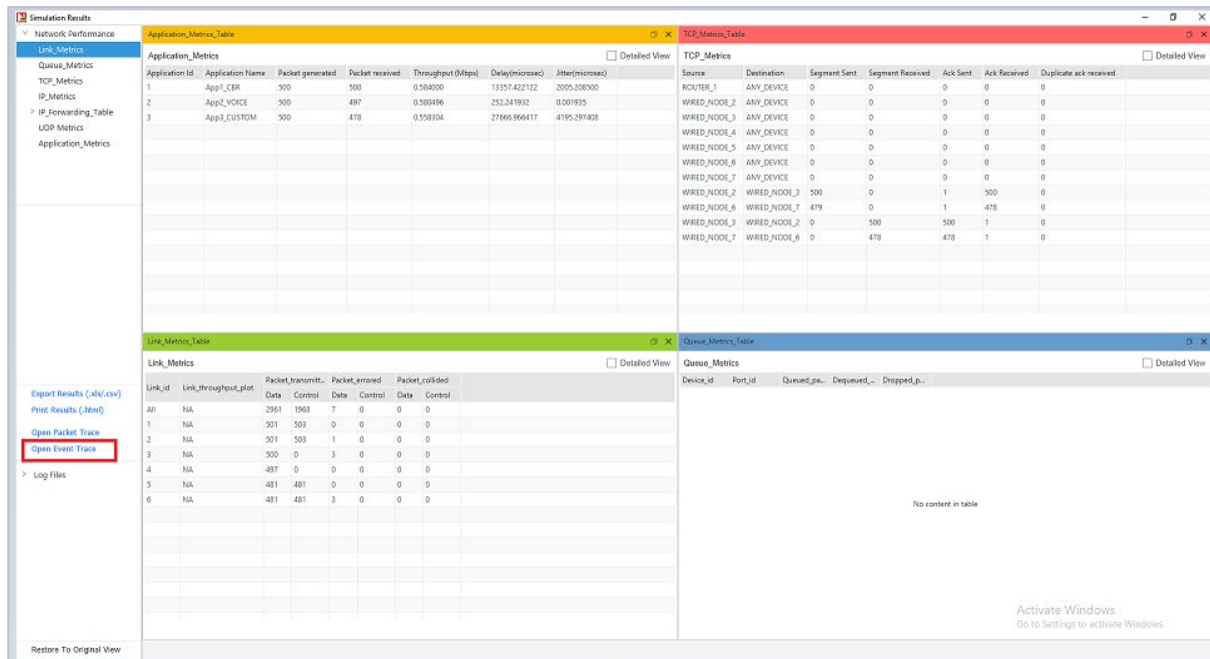 Simulation Results
Network Performance
Link_Metrics
Queue_Metrics
TCP_Metrics
IP_Metrics
IP_Forwarding_Table
UDP Metrics
Application_Metrics
Export Results (.xls/.csv)
Print Results (.html)
Open Packet Trace
Open Event Trace
Log Files
Restore To Original View
Application_Metrics_Table
Application_Metrics Detailed View
Application Id Application Name Packet generated Packet received Throughput (Mbps) Delay(microsec) Jitter(microsec)
1 App1_CBR 500 500 0.584000 13357.422122 2005.208500
2 App2_VOICE 500 497 0.580496 252.241932 0.001935
3 App3_CUSTOM 500 478 0.558304 27666.966417 4195.297408
TCP_Metrics_Table
TCP_Metrics Detailed View
Source Destination Segment Sent Segment Received Ack Sent Ack Received Duplicate ack received
ROUTER_1 ANY_DEVICE 0 0 0 0 0
WIRED_NODE_2 ANY_DEVICE 0 0 0 0 0
WIRED_NODE_3 ANY_DEVICE 0 0 0 0 0
WIRED_NODE_4 ANY_DEVICE 0 0 0 0 0
WIRED_NODE_5 ANY_DEVICE 0 0 0 0 0
WIRED_NODE_6 ANY_DEVICE 0 0 0 0 0
WIRED_NODE_7 ANY_DEVICE 0 0 0 0 0
WIRED_NODE_2 WIRED_NODE_3 500 0 1 500 0
WIRED_NODE_6 WIRED_NODE_7 479 0 1 478 0
WIRED_NODE_3 WIRED_NODE_2 0 500 500 1 0
WIRED_NODE_7 WIRED_NODE_6 0 478 478 1 0
Link_Metrics_Table
Link_Metrics Detailed View
Link_id Link_throughput_plot Packet_transmitt... Packet_errored Packet_collided
Data Control Data Control Data Control
All NA 2961 1968 7 0 0 0
1 NA 501 503 0 0 0 0
2 NA 501 503 1 0 0 0
3 NA 500 0 3 0 0 0
4 NA 497 0 0 0 0 0
5 NA 481 481 0 0 0 0
6 NA 481 481 3 0 0 0
Queue_Metrics_Table
Queue_Metrics Detailed View
Device_id Port_id Queued_pa... Dequeued_... Dropped_p...
No content in table
Activate Windows
Go to Settings to activate Windows.